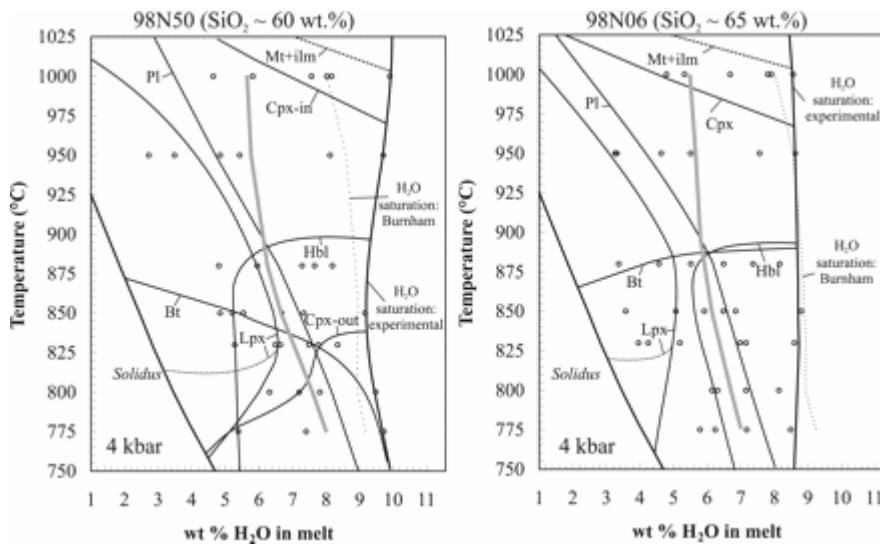 98N50 (SiO₂ ~ 60 wt.%)
1025
1000
975
950
925
900
875
850
825
800
775
750
Temperature (°C)
Mt+ilm
Pl
Cpx-in
H₂O
saturation:
Burnham
Hbl
Bt
Cpx-out
H₂O
saturation:
experimental
Lpx
Solidus
4 kbar
1 2 3 4 5 6 7 8 9 10 11
wt % H₂O in melt
98N06 (SiO₂ ~ 65 wt.%)
1025
1000
975
950
925
900
875
850
825
800
775
750
Temperature (°C)
Mt+ilm
Pl
Cpx
H₂O
saturation:
experimental
Hbl
Bt
H₂O
saturation:
Burnham
Lpx
Solidus
4 kbar
1 2 3 4 5 6 7 8 9 10 11
wt % H₂O in melt